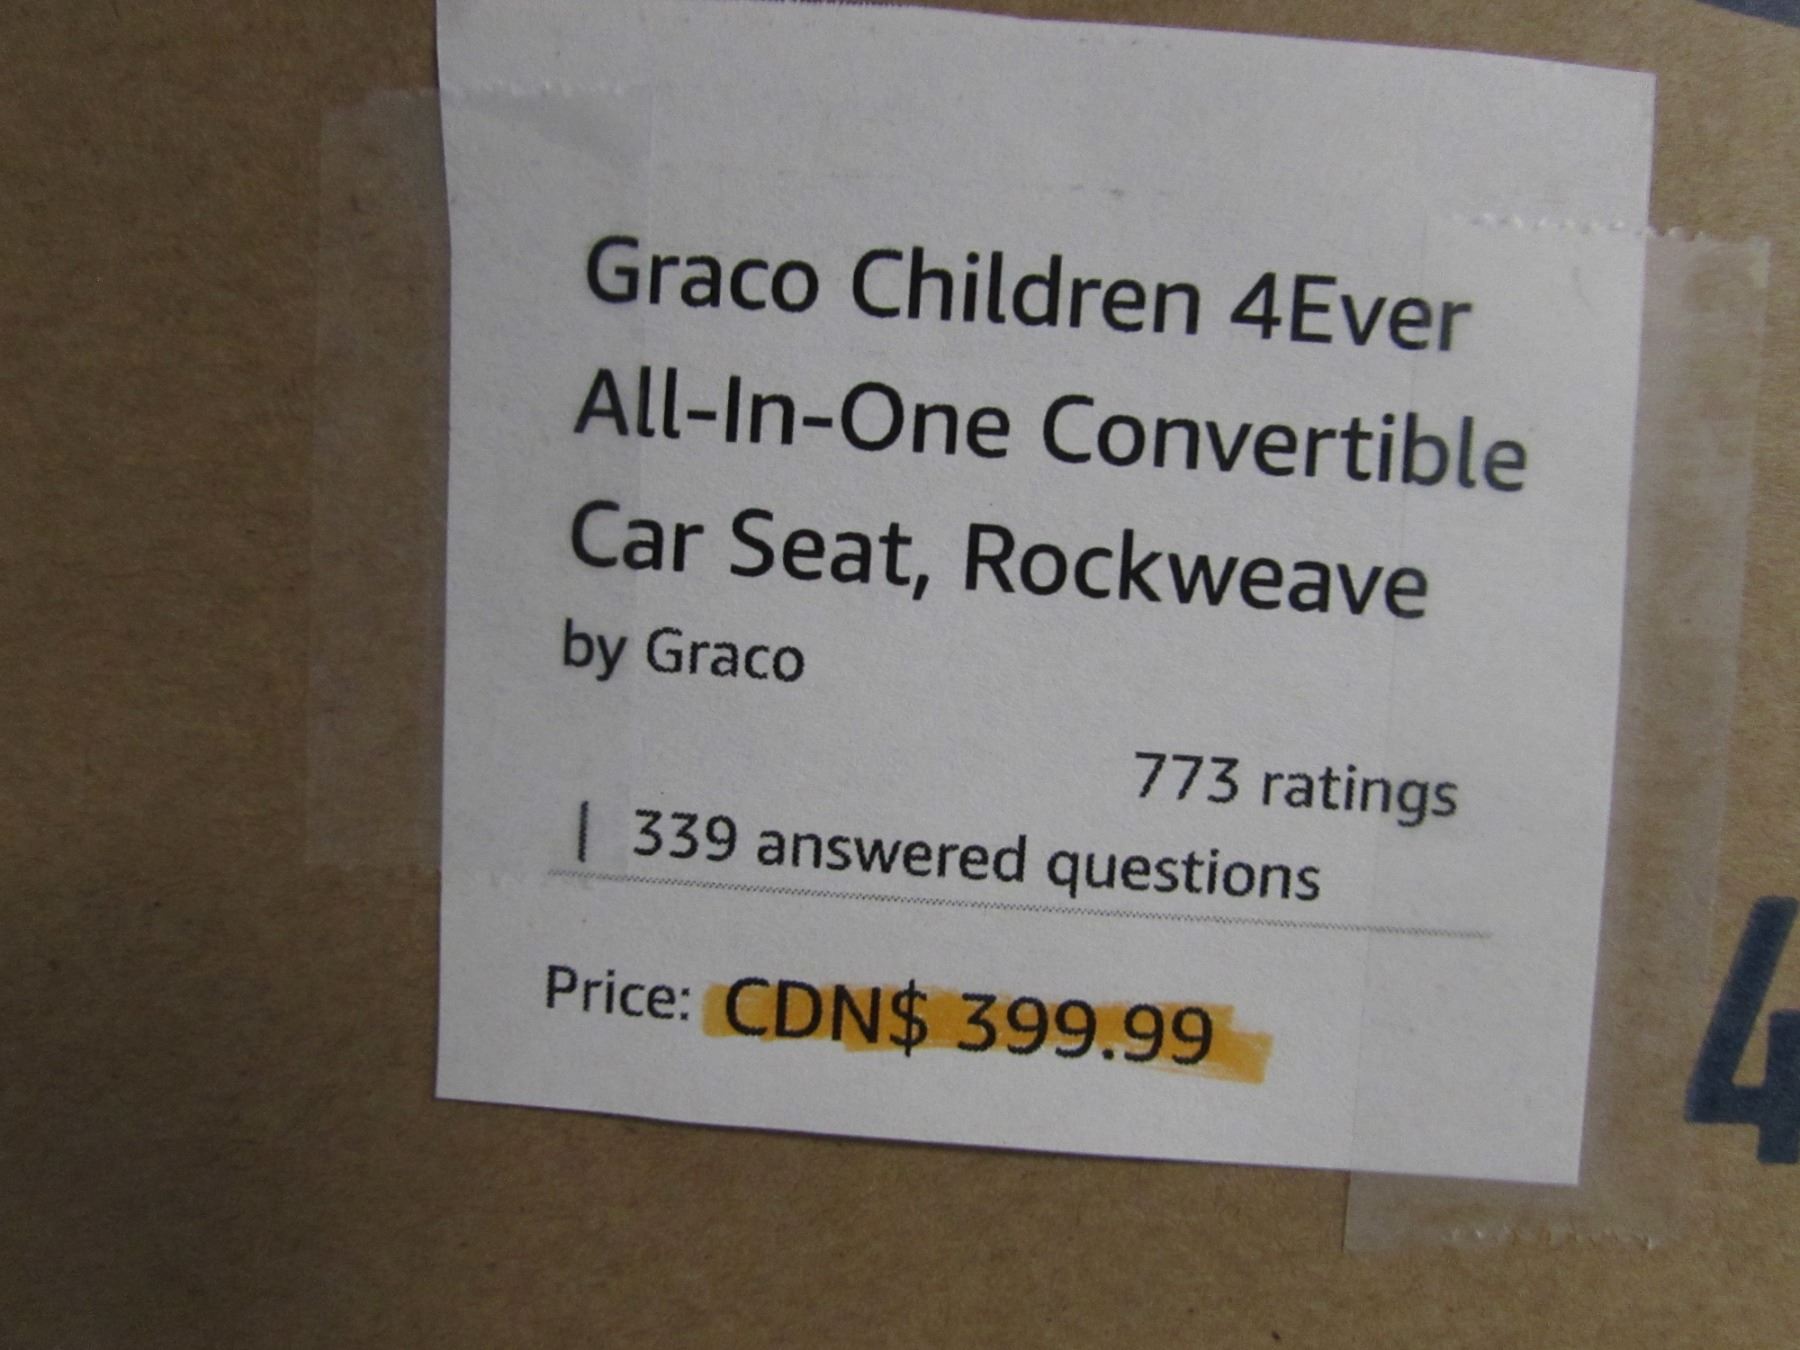 Graco Children 4Ever
All-In-One Convertible
Car Seat, Rockweave
by Graco
773 ratings
| 339 answered questions
Price: CDN$ 399.99
4